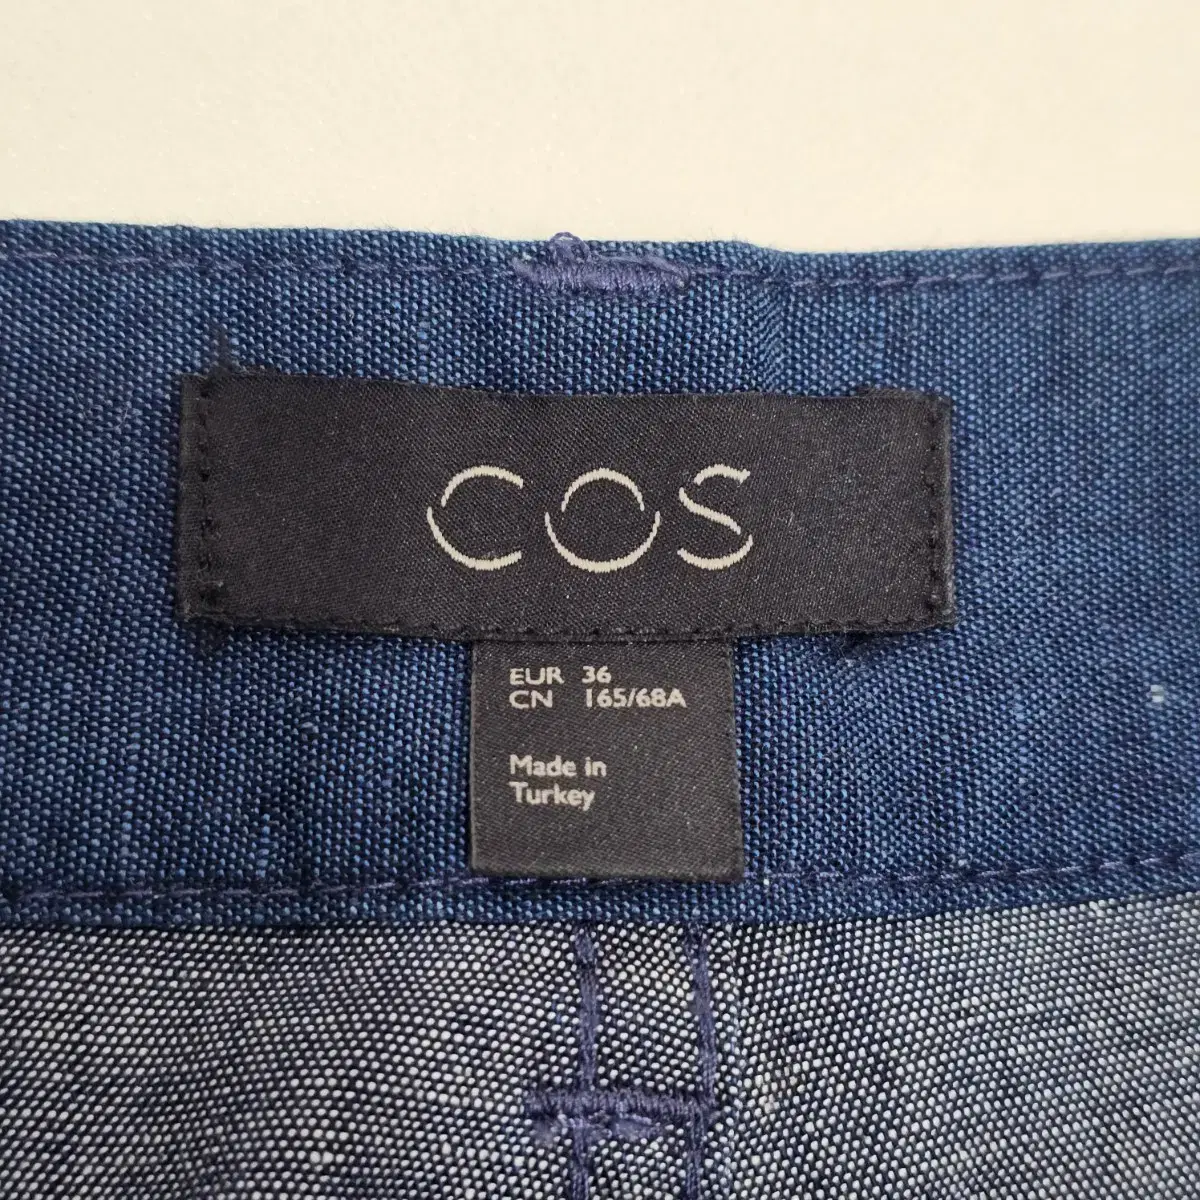 COS
EUR 36
CN 165/68A
Made in
Turkey